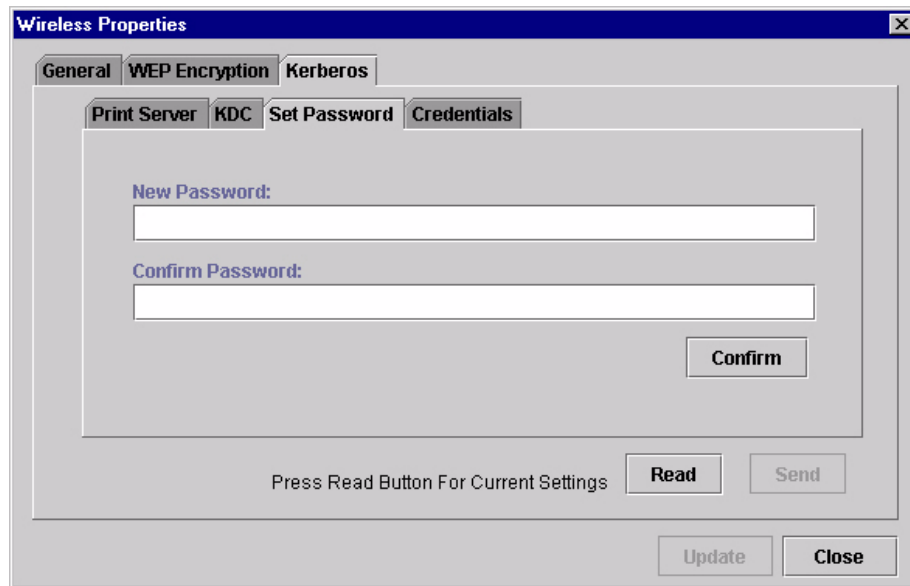 Wireless Properties
General WEP Encryption Kerberos
Print Server KDC Set Password Credentials
New Password:
Confirm Password:
Confirm
Press Read Button For Current Settings Read Send
Update Close